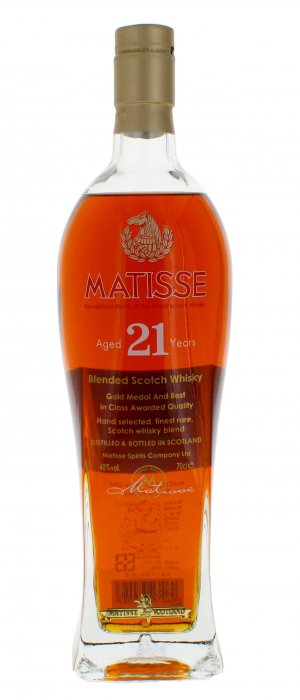 MATISSE
Aged 21 Years
Blended Scotch Whisky
Gold Medal And Best
In Class Awarded Quality
Hand selected, finest rare,
Scotch whisky blend
DISTILLED & BOTTLED IN SCOTLAND
Matisse Spirits Company Ltd
40%vol. 70cl℮
Matisse
MATISSE SCOTLAND